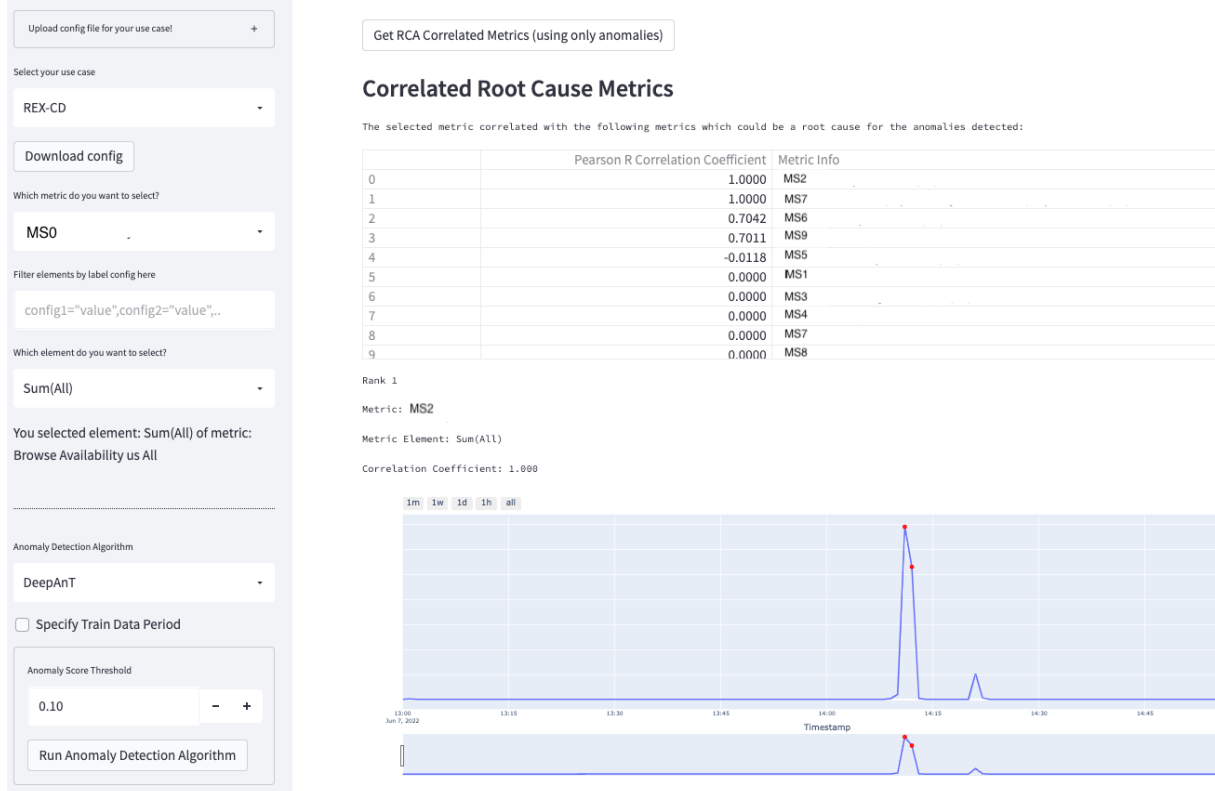 Upload config file for your use case! +
Select your use case
REX-CD
Download config
Which metric do you want to select?
MS0
Filter elements by label config here
config1="value",config2="value",..
Which element do you want to select?
Sum(All)
You selected element: Sum(All) of metric:
Browse Availability us All
Anomaly Detection Algorithm
DeepAnT
Specify Train Data Period
Anomaly Score Threshold
0.10 - +
Run Anomaly Detection Algorithm
Get RCA Correlated Metrics (using only anomalies)
Correlated Root Cause Metrics
The selected metric correlated with the following metrics which could be a root cause for the anomalies detected:
Pearson R Correlation Coefficient Metric Info
0 1.0000 MS2
1 1.0000 MS7
2 0.7042 MS6
3 0.7011 MS9
4 -0.0118 MS5
5 0.0000 MS1
6 0.0000 MS3
7 0.0000 MS4
8 0.0000 MS7
9 0.0000 MS8
Rank 1
Metric: MS2
Metric Element: Sum(All)
Correlation Coefficient: 1.000
1m 1w 1d 1h all
13:00 13:15 13:30 13:45 14:00 14:15 14:30 14:45
Jun 7, 2022
Timestamp